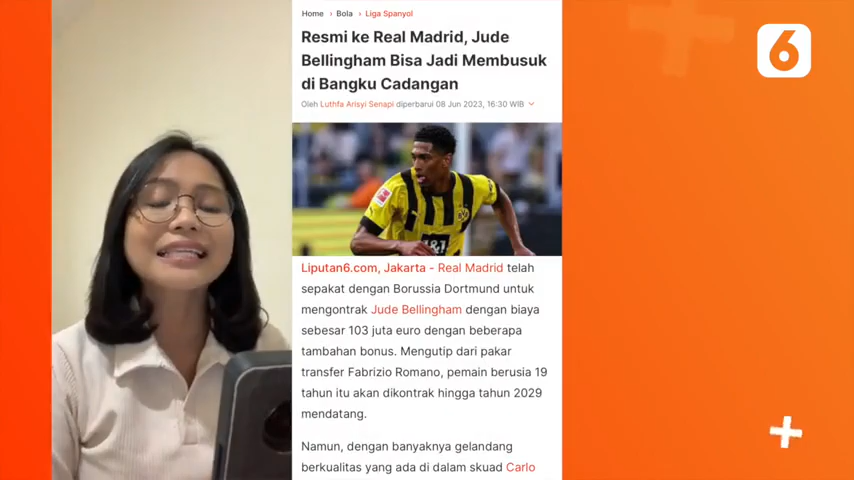 Home › Bola › Liga Spanyol
Resmi ke Real Madrid, Jude
Bellingham Bisa Jadi Membusuk
di Bangku Cadangan
Oleh Luthfa Arisyi Senapi diperbarui 08 Jun 2023, 16:30 WIB
1&1
Liputan6.com, Jakarta - Real Madrid telah
sepakat dengan Borussia Dortmund untuk
mengontrak Jude Bellingham dengan biaya
sebesar 103 juta euro dengan beberapa
tambahan bonus. Mengutip dari pakar
transfer Fabrizio Romano, pemain berusia 19
tahun itu akan dikontrak hingga tahun 2029
mendatang.
Namun, dengan banyaknya gelandang
berkualitas yang ada di dalam skuad Carlo
6